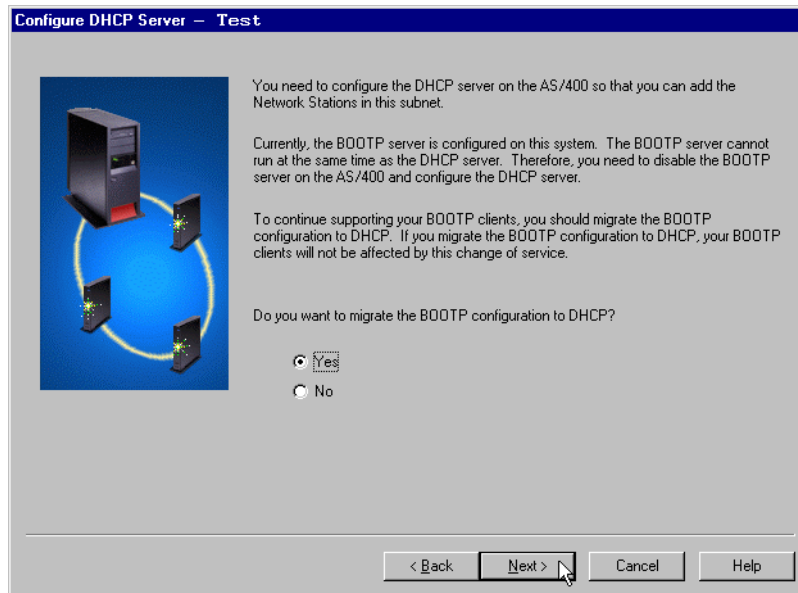 Configure DHCP Server – Test
You need to configure the DHCP server on the AS/400 so that you can add the
Network Stations in this subnet.
Currently, the BOOTP server is configured on this system. The BOOTP server cannot
run at the same time as the DHCP server. Therefore, you need to disable the BOOTP
server on the AS/400 and configure the DHCP server.
To continue supporting your BOOTP clients, you should migrate the BOOTP
configuration to DHCP. If you migrate the BOOTP configuration to DHCP, your BOOTP
clients will not be affected by this change of service.
Do you want to migrate the BOOTP configuration to DHCP?
Yes
No
< Back Next > Cancel Help